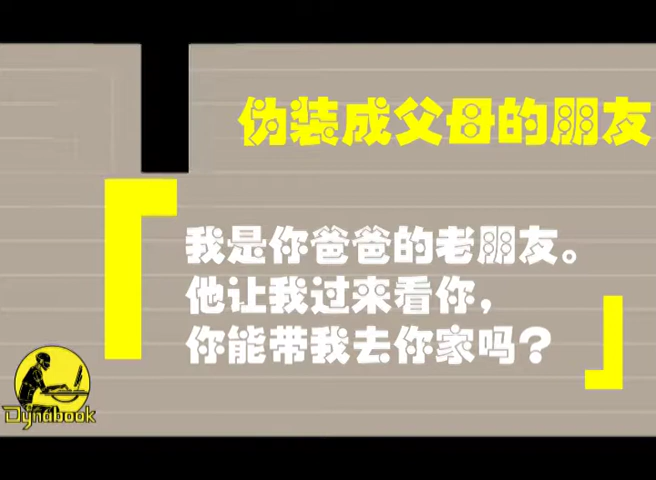 伪装成父母的朋友
我是你爸爸的老朋友。
他让我过来看你，
你能带我去你家吗？
Dynabook